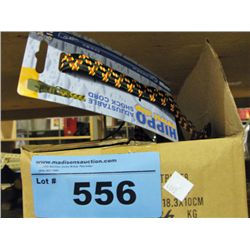 HIPPO
ADJUSTABLE
SHOCK CORD
www.madisonsauction.com
Lot #
556
18.3X10CM
KG